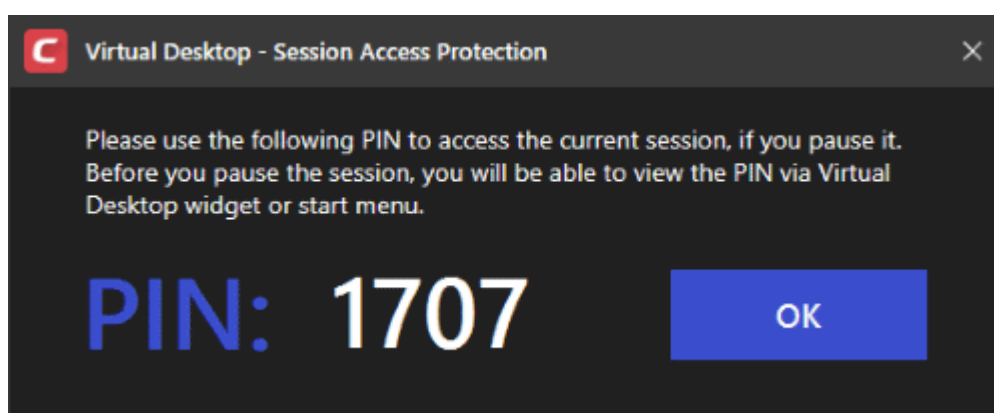 Virtual Desktop - Session Access Protection
Please use the following PIN to access the current session, if you pause it.
Before you pause the session, you will be able to view the PIN via Virtual
Desktop widget or start menu.
PIN: 1707
OK